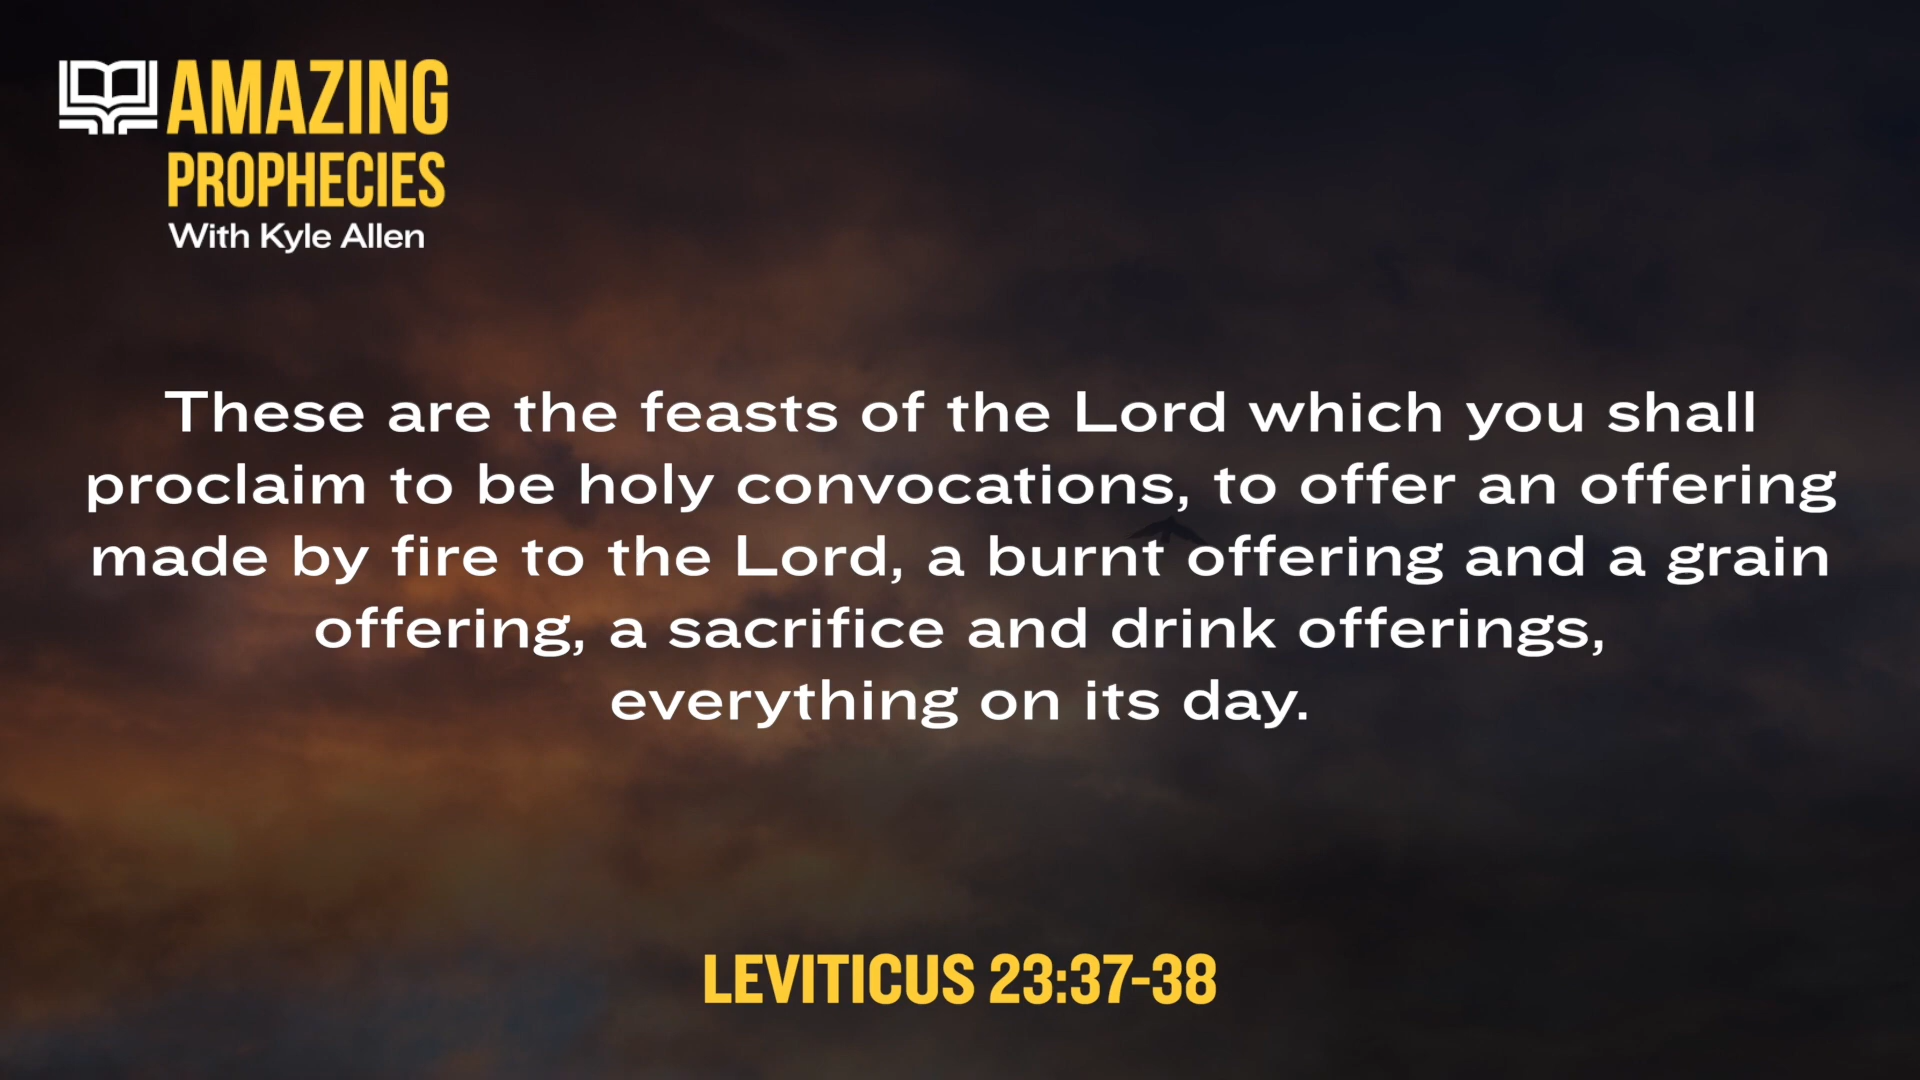 AMAZING
PROPHECIES
With Kyle Allen
These are the feasts of the Lord which you shall
proclaim to be holy convocations, to offer an offering
made by fire to the Lord, a burnt offering and a grain
offering, a sacrifice and drink offerings,
everything on its day.
LEVITICUS 23:37-38